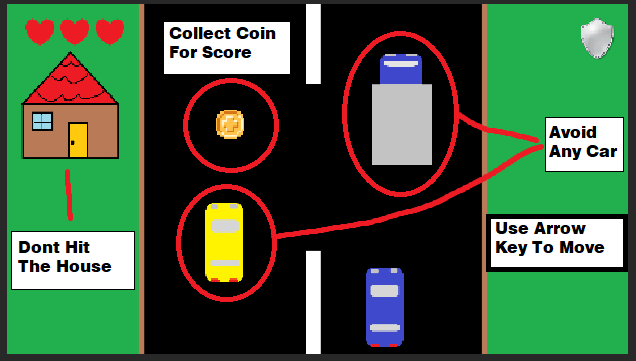 Collect Coin
For Score
Avoid
Any Car
Use Arrow
Key To Move
Dont Hit
The House